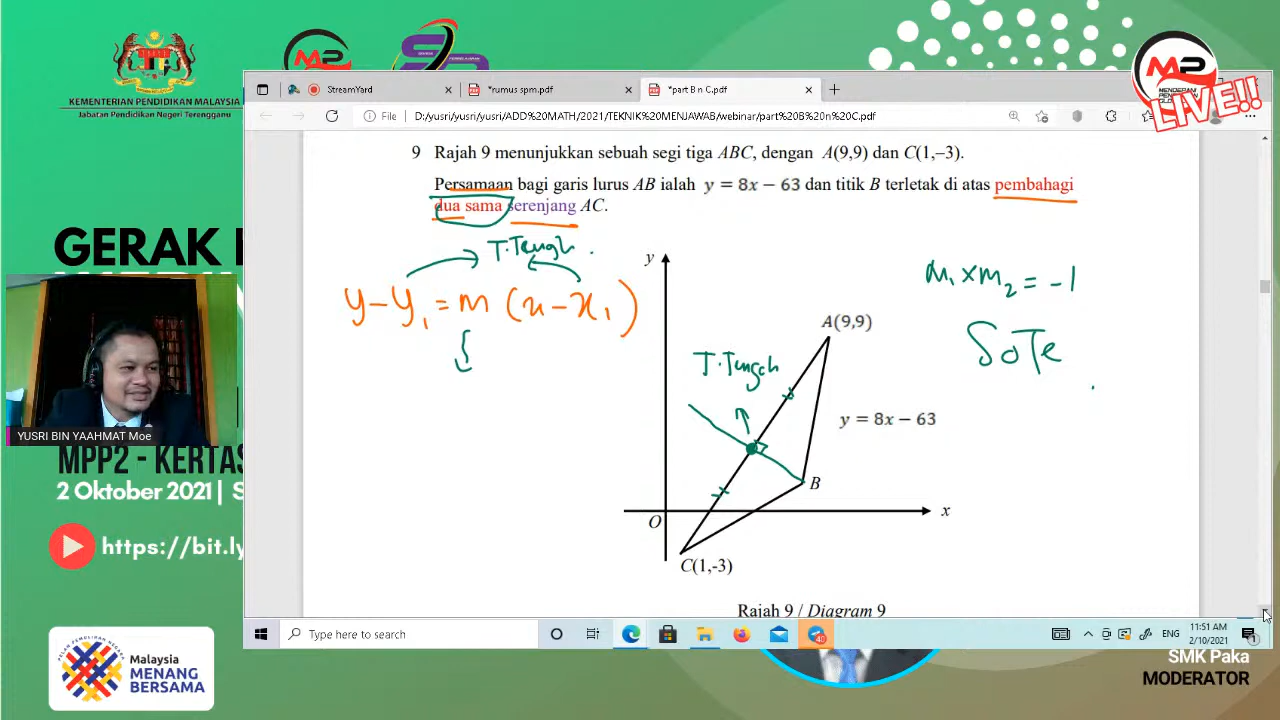 KEMENTERIAN PENDIDIKAN MALAYSIA
Jabatan Pendidikan Negeri Terengganu
MP
MP
LIVE!!
StreamYard
*rumus spm.pdf
*part B n C.pdf
File | D:/yusri/yusri/yusri/ADD%20MATH/2021/TEKNIK%20MENJAWAB/webinar/part%20B%20n%20C.pdf
9 Rajah 9 menunjukkan sebuah segi tiga ABC, dengan A(9,9) dan C(1,−3).
Persamaan bagi garis lurus AB ialah y = 8x − 63 dan titik B terletak di atas pembahagi
dua sama serenjang AC.
T.Tengh.
y − y₁ = m (x − x₁)
m₁ × m₂ = −1
SoTe
y
A(9,9)
T.Tengah
y = 8x − 63
B
O
x
C(1,-3)
Rajah 9 / Diagram 9
GERAK
YUSRI BIN YAAHMAT Moe
MPP2 - KERTAS
2 Oktober 2021| S
https://bit.ly
Type here to search
40
ENG
11:51 AM
2/10/2021
Malaysia
MENANG
BERSAMA
SMK Paka
MODERATOR